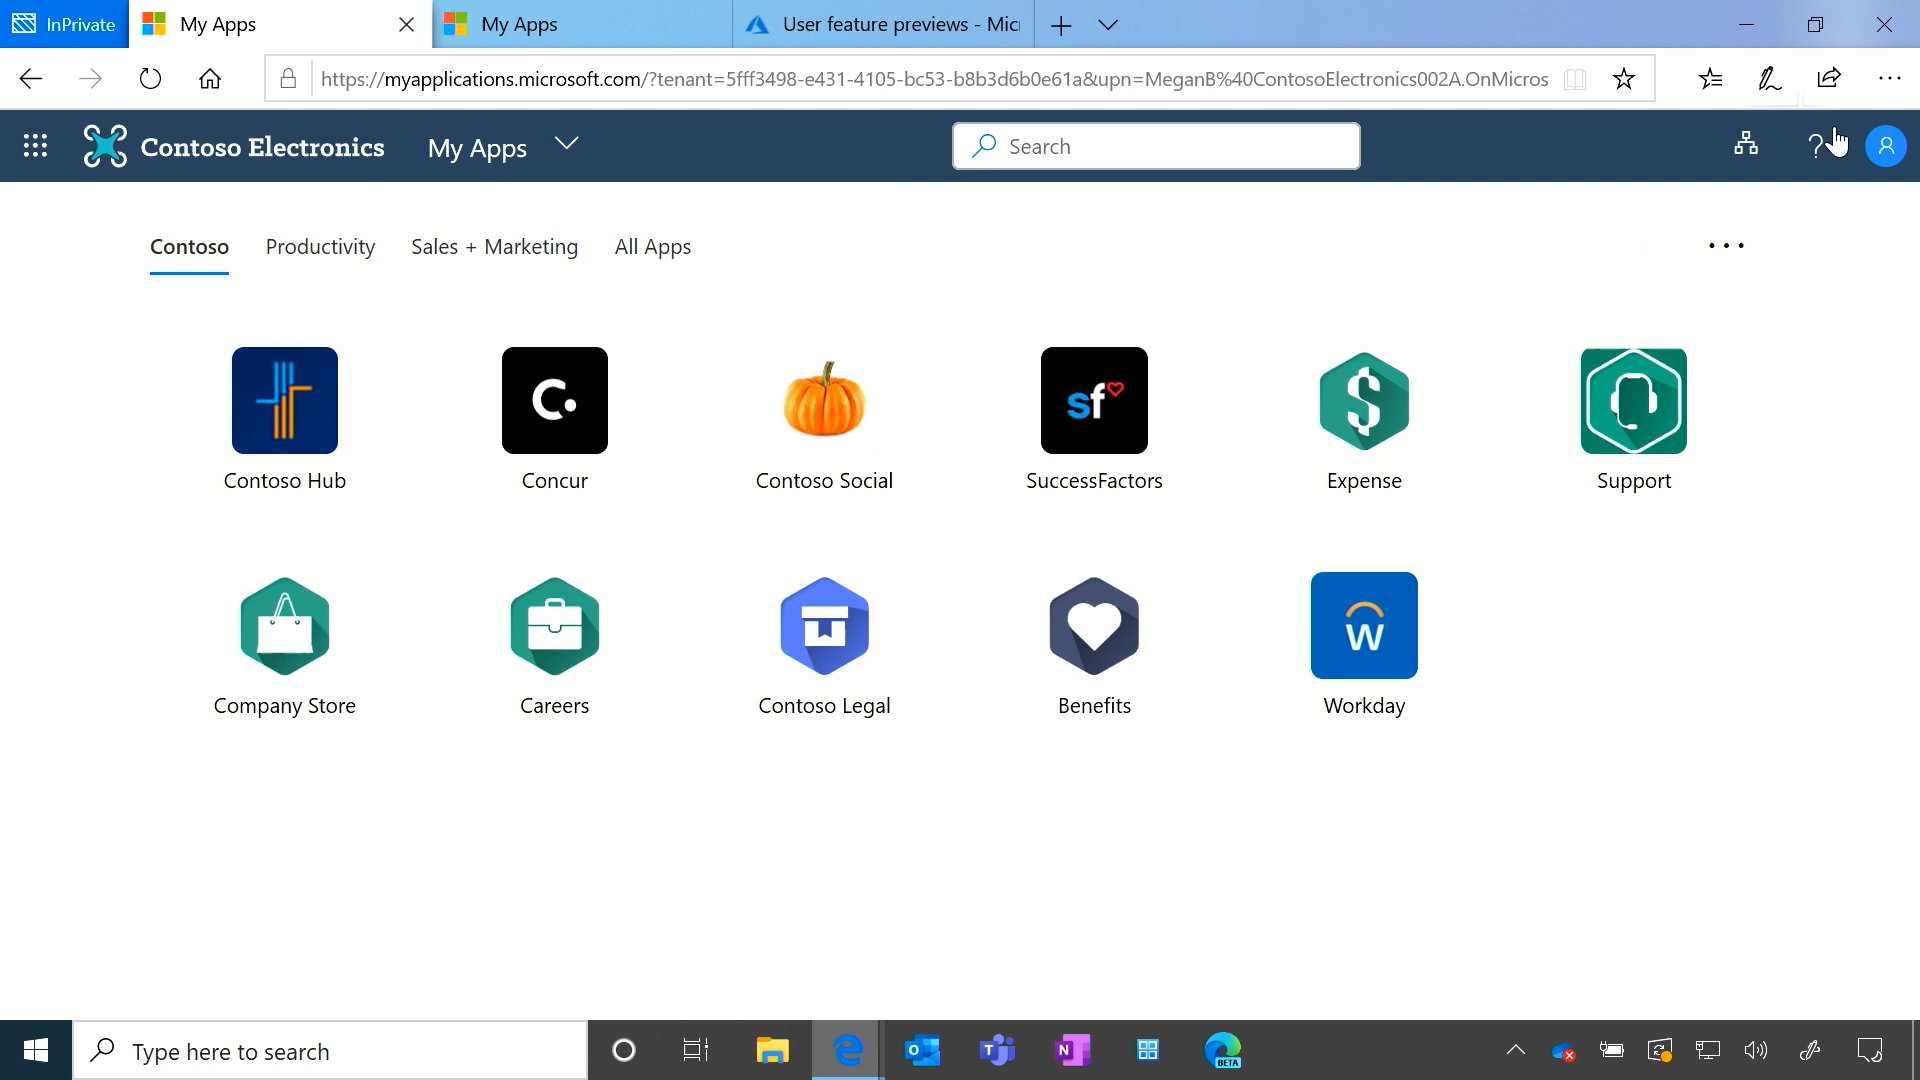 InPrivate
My Apps
My Apps
User feature previews - Mic
https://myapplications.microsoft.com/?tenant=5fff3498-e431-4105-bc53-b8b3d6b0e61a&upn=MeganB%40ContosoElectronics002A.OnMicros
Contoso Electronics
My Apps
Search
?
Contoso
Productivity
Sales + Marketing
All Apps
C.
sf
$
Contoso Hub
Concur
Contoso Social
SuccessFactors
Expense
Support
W
Company Store
Careers
Contoso Legal
Benefits
Workday
Type here to search
O
T
N
BETA